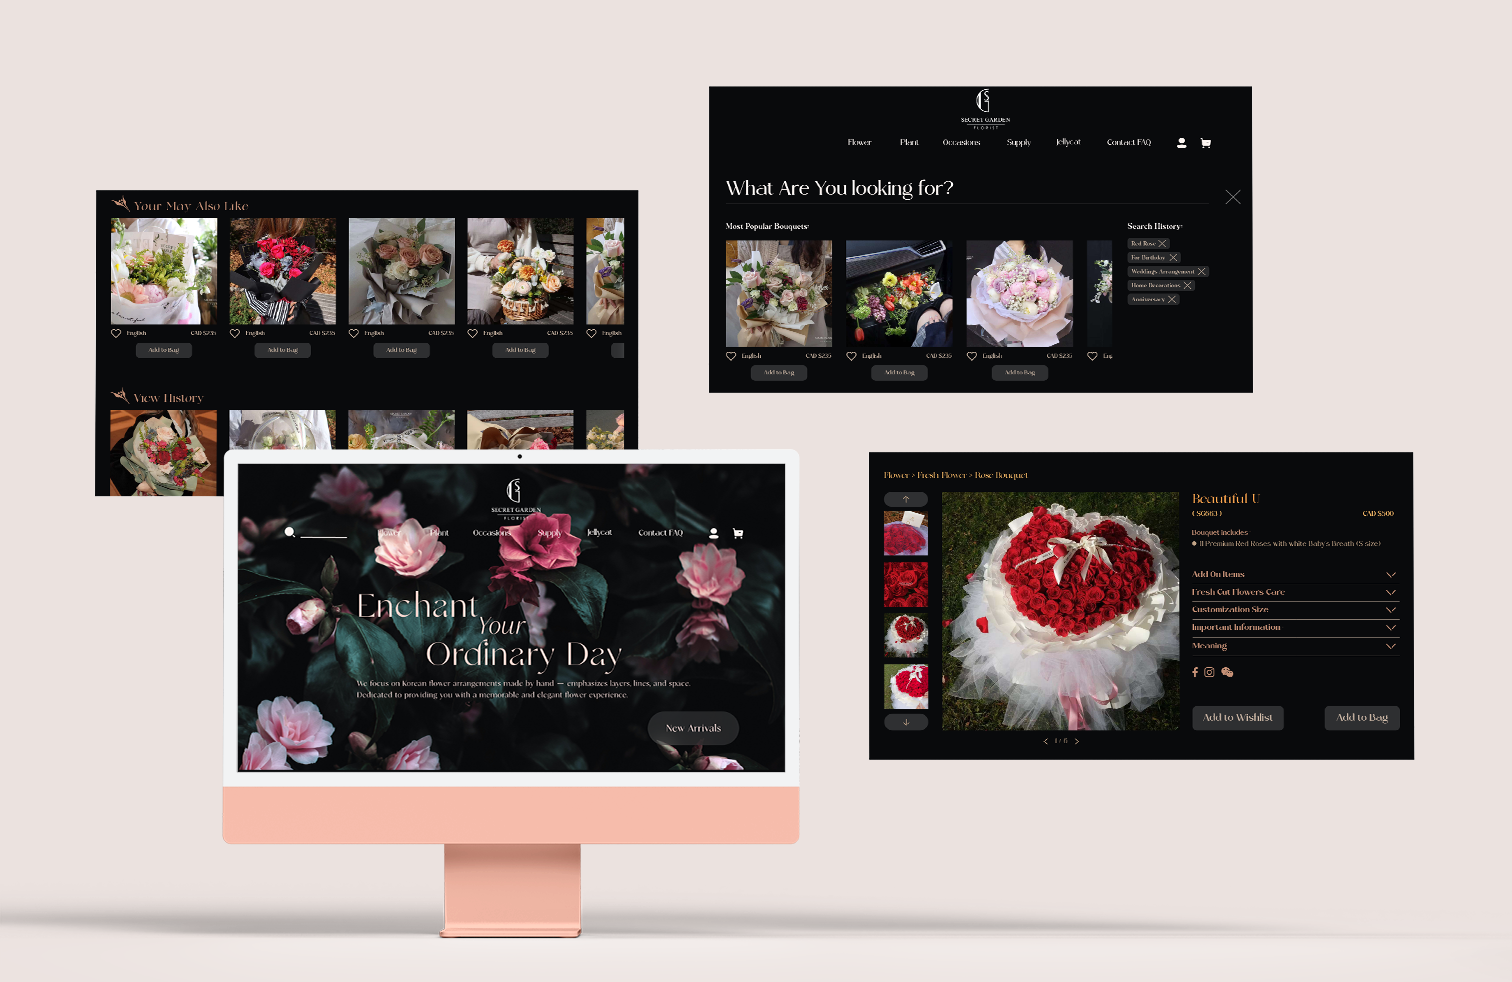 SECRET GARDEN
FLORIST
Flower Plant Occasions Supply Jellycat Contact FAQ
What Are You looking for?
Most Popular Bouquets:
Search History:
Red Rose
For Birthday
Weddings Arrangement
Home Decorations
Anniversary
English CAD $235
English CAD $235
English CAD $235
Eng
Add to Bag
Add to Bag
Add to Bag
Your May Also Like
English CAD $235
English CAD $235
English CAD $235
English CAD $235
English
Add to Bag
Add to Bag
Add to Bag
Add to Bag
View History
SECRET GARDEN
FLORIST
Flower Plant Occasions Supply Jellycat Contact FAQ
Enchant
Your
Ordinary Day
We focus on Korean flower arrangements made by hand — emphasizes layers, lines, and space.
Dedicated to providing you with a memorable and elegant flower experience.
New Arrivals
Flower > Fresh Flower > Rose Bouquet
Beautiful U
( SG663 ) CAD $500
Bouquet includes
11 Premium Red Roses with white Baby's Breath (S size)
Add On Items
Fresh Cut Flowers Care
Customization Size
Important Information
Meaning
Add to Wishlist Add to Bag
1 / 6